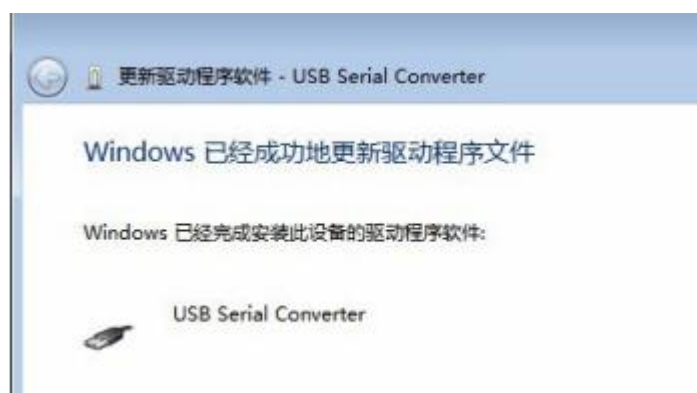 更新驱动程序软件 - USB Serial Converter
Windows 已经成功地更新驱动程序文件
Windows 已经完成安装此设备的驱动程序软件:
USB Serial Converter